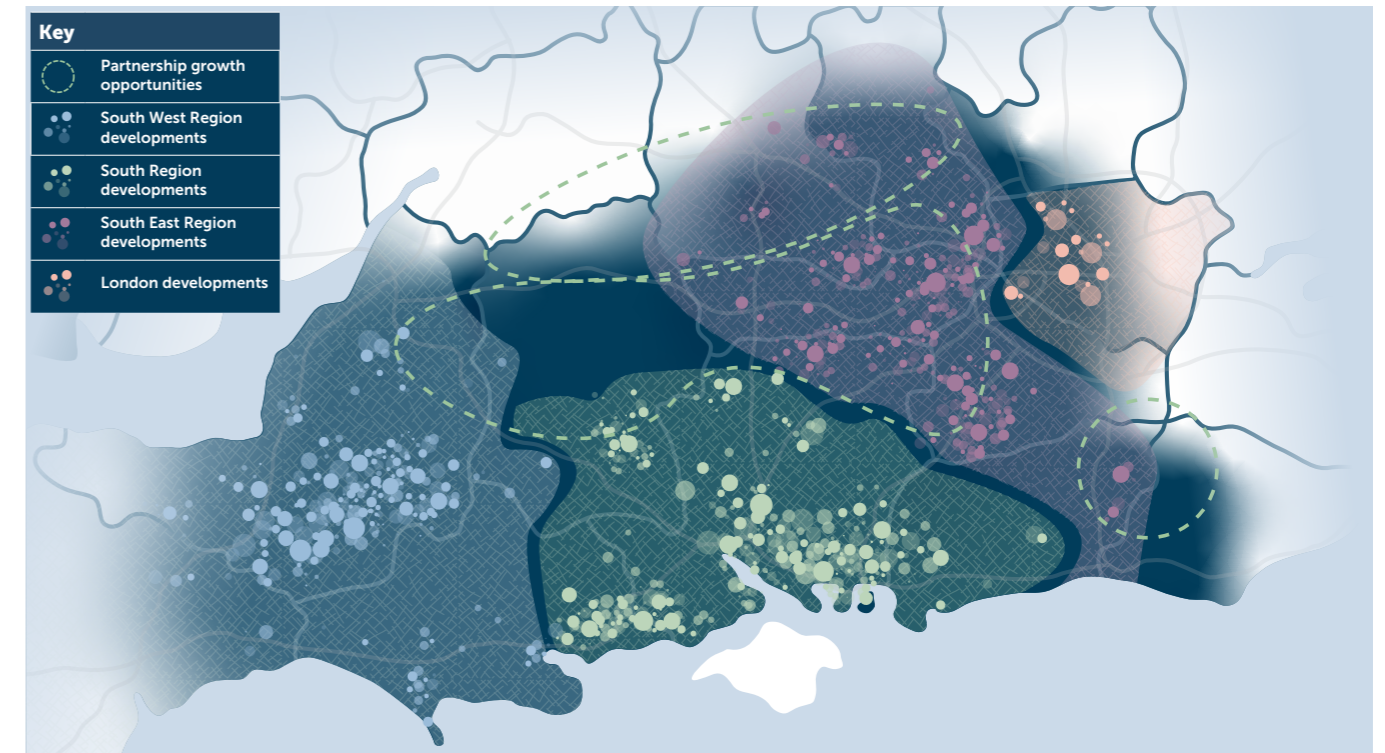 Key
Partnership growth
opportunities
South West Region
developments
South Region
developments
South East Region
developments
London developments